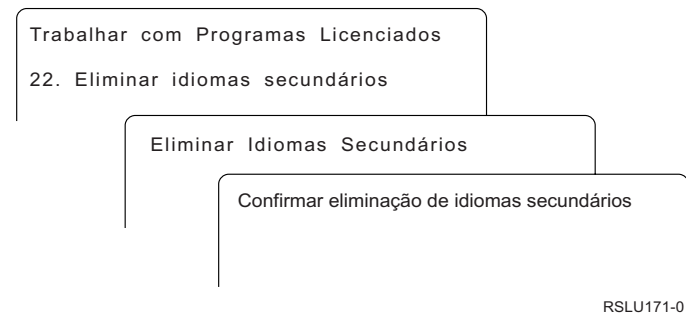 Trabalhar com Programas Licenciados
22. Eliminar idiomas secundários
Eliminar Idiomas Secundários
Confirmar eliminação de idiomas secundários
RSLU171-0